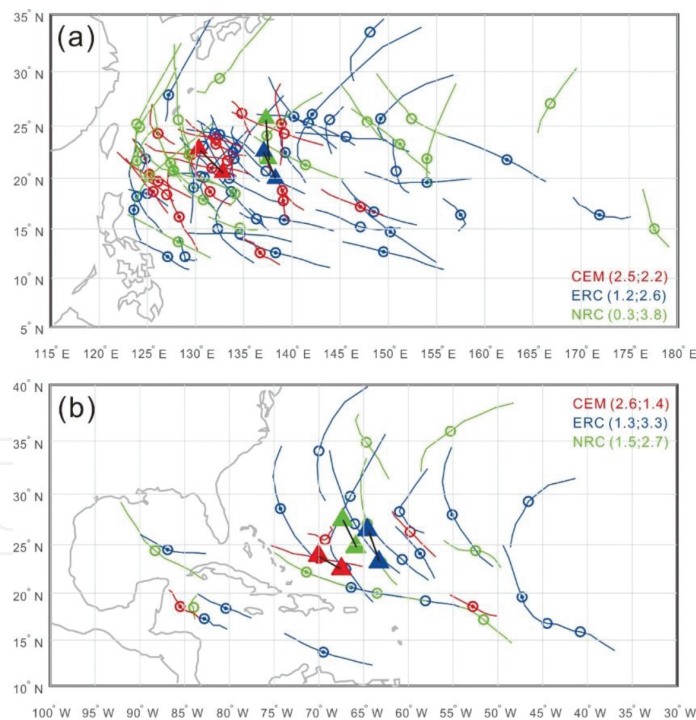 35° N
(a)
30° N
25° N
20° N
15° N
10° N
5° N
CEM (2.5;2.2)
ERC (1.2;2.6)
NRC (0.3;3.8)
115° E 120° E 125° E 130° E 135° E 140° E 145° E 150° E 155° E 160° E 165° E 170° E 175° E 180° E
40° N
(b)
CEM (2.6;1.4)
ERC (1.3;3.3)
NRC (1.5;2.7)
35° N
30° N
25° N
20° N
15° N
10° N
100° W 95° W 90° W 85° W 80° W 75° W 70° W 65° W 60° W 55° W 50° W 45° W 40° W 35° W 30° W